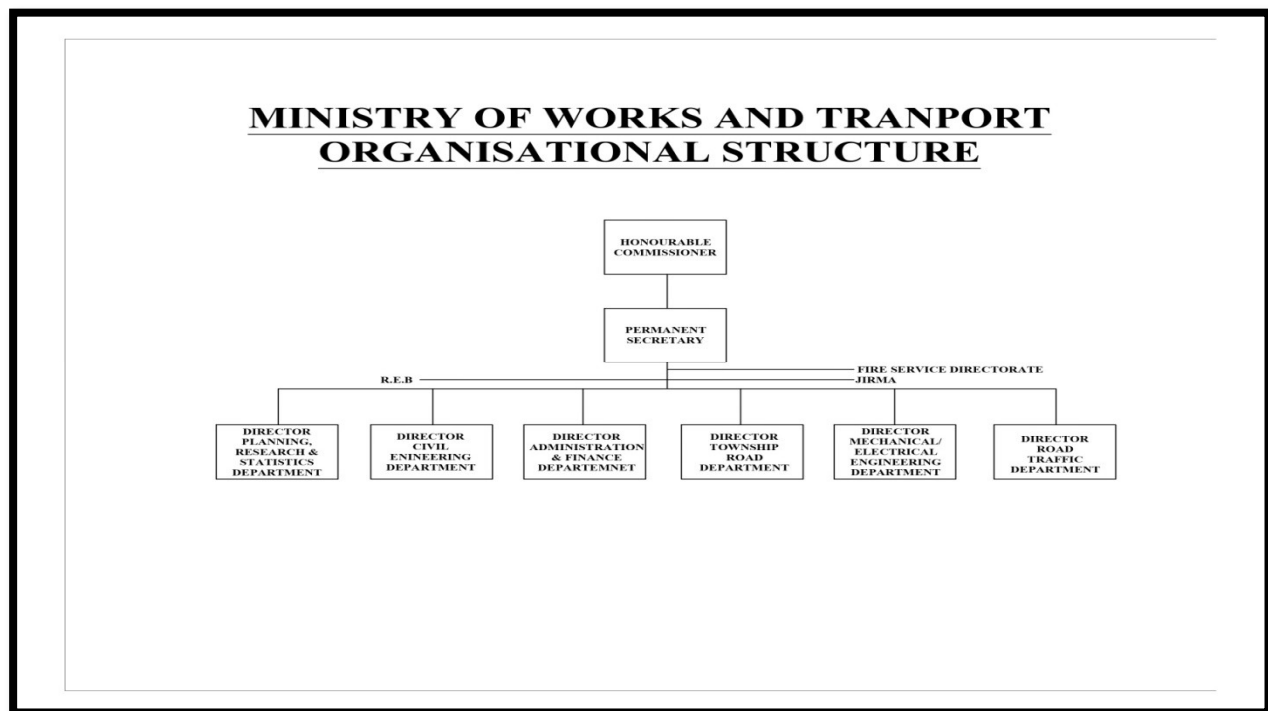 MINISTRY OF WORKS AND TRANPORT
ORGANISATIONAL STRUCTURE
HONOURABLE
COMMISSIONER
PERMANENT
SECRETARY
FIRE SERVICE DIRECTORATE
R.E.B
JIRMA
DIRECTOR
PLANNING,
RESEARCH &
STATISTICS
DEPARTMENT
DIRECTOR
CIVIL
ENINEERING
DEPARTMENT
DIRECTOR
ADMINISTRATION
& FINANCE
DEPARTEMNET
DIRECTOR
TOWNSHIP
ROAD
DEPARTMENT
DIRECTOR
MECHANICAL/
ELECTRICAL
ENGINEERING
DEPARTMENT
DIRECTOR
ROAD
TRAFFIC
DEPARTMENT